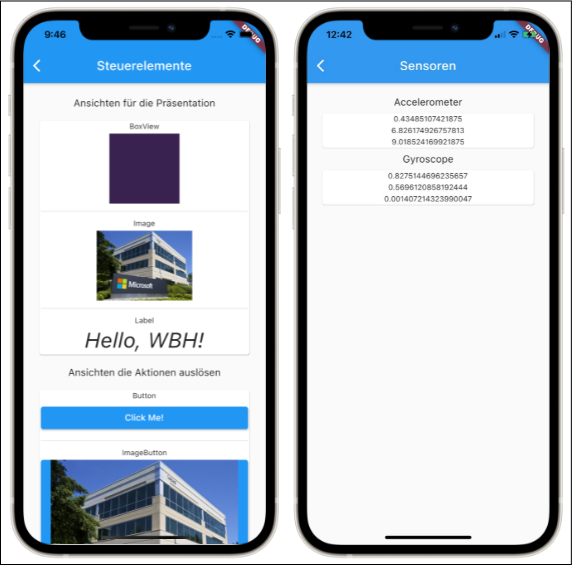 9:46
DEBUG
Steuerelemente
Ansichten für die Präsentation
BoxView
Image
Microsoft
Label
Hello, WBH!
Ansichten die Aktionen auslösen
Button
Click Me!
ImageButton
12:42
DEBUG
Sensoren
Accelerometer
0.43485107421875
6.826174926757813
9.018524169921875
Gyroscope
0.8275144696235657
0.5696120858192444
0.001407214323990047